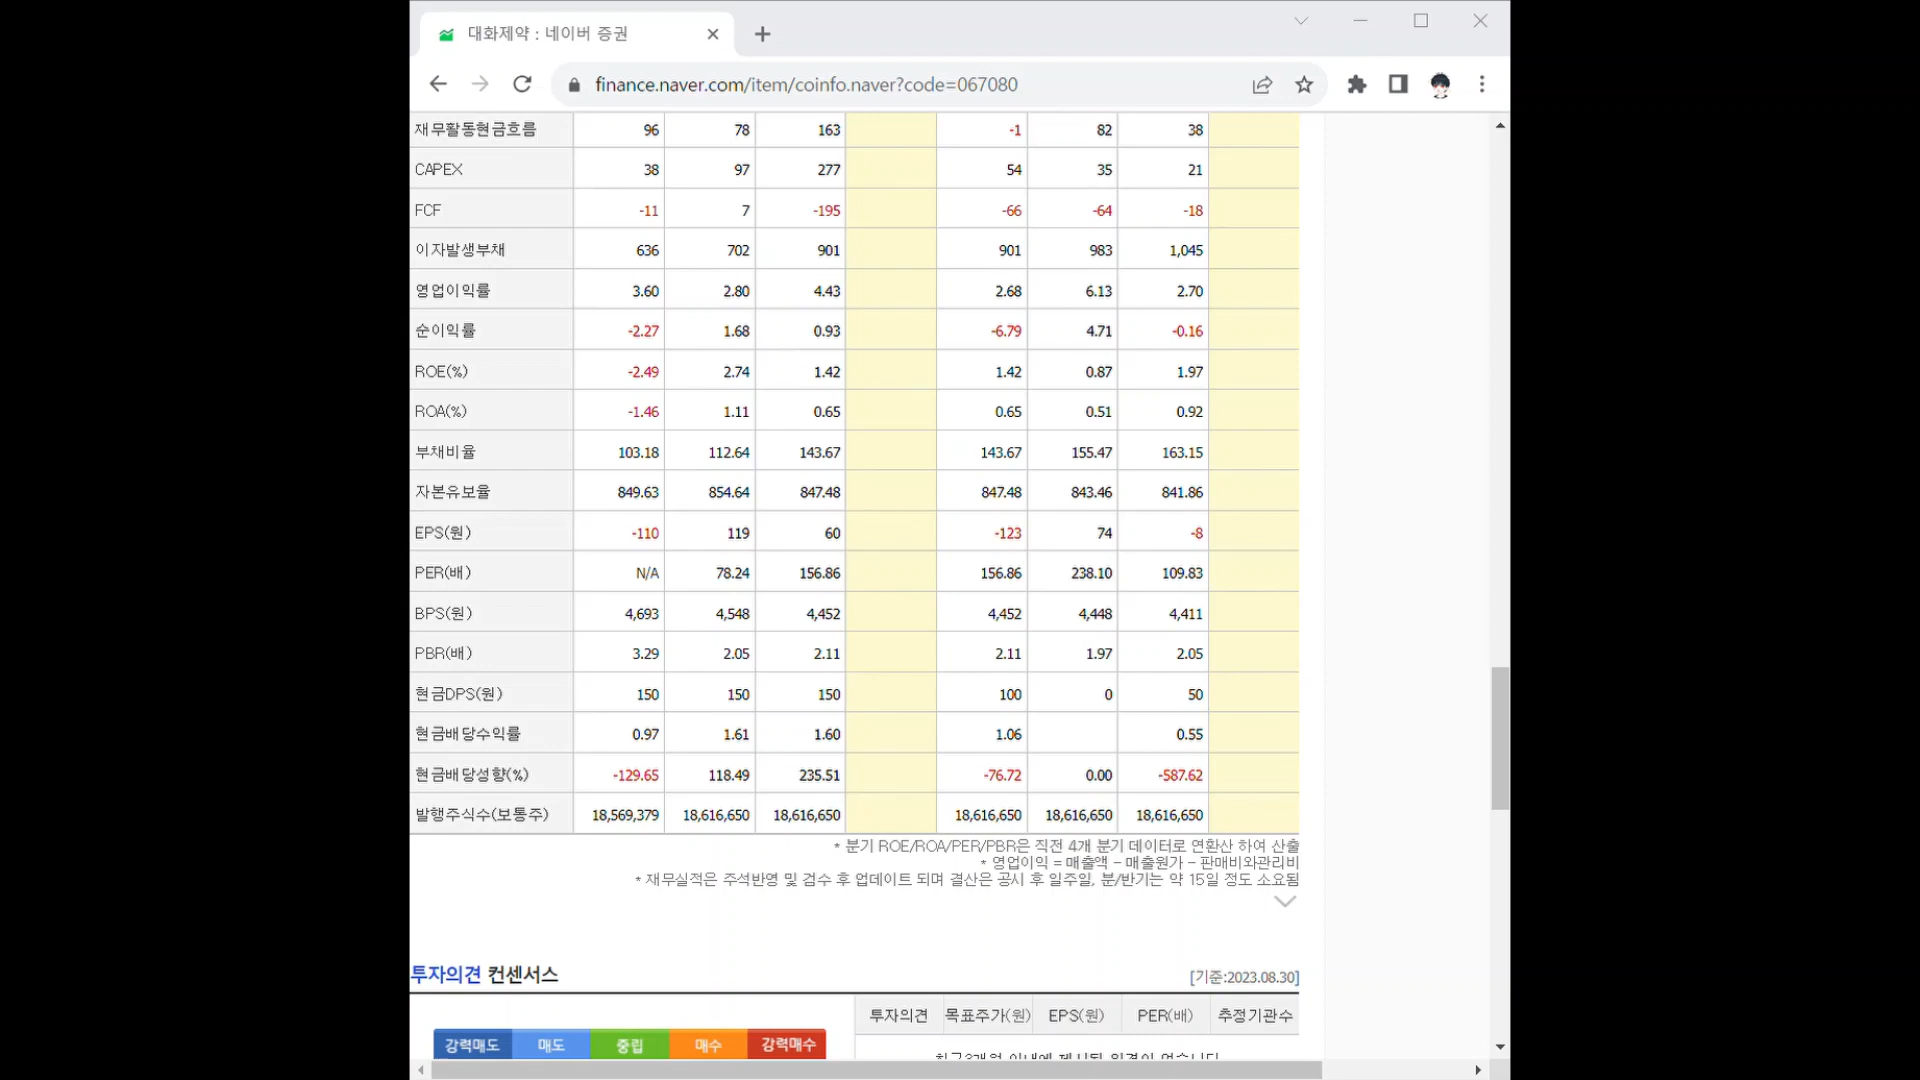 대화제약 : 네이버 증권
finance.naver.com/item/coinfo.naver?code=067080
재무활동현금흐름 96 78 163 -1 82 38
CAPEX 38 97 277 54 35 21
FCF -11 7 -195 -66 -64 -18
이자발생부채 636 702 901 901 983 1,045
영업이익률 3.60 2.80 4.43 2.68 6.13 2.70
순이익률 -2.27 1.68 0.93 -6.79 4.71 -0.16
ROE(%) -2.49 2.74 1.42 1.42 0.87 1.97
ROA(%) -1.46 1.11 0.65 0.65 0.51 0.92
부채비율 103.18 112.64 143.67 143.67 155.47 163.15
자본유보율 849.63 854.64 847.48 847.48 843.46 841.86
EPS(원) -110 119 60 -123 74 -8
PER(배) N/A 78.24 156.86 156.86 238.10 109.83
BPS(원) 4,693 4,548 4,452 4,452 4,448 4,411
PBR(배) 3.29 2.05 2.11 2.11 1.97 2.05
현금DPS(원) 150 150 150 100 0 50
현금배당수익률 0.97 1.61 1.60 1.06 0.55
현금배당성향(%) -129.65 118.49 235.51 -76.72 0.00 -587.62
발행주식수(보통주) 18,569,379 18,616,650 18,616,650 18,616,650 18,616,650 18,616,650
* 분기 ROE/ROA/PER/PBR은 직전 4개 분기 데이터로 연환산 하여 산출
* 영업이익 = 매출액 - 매출원가 - 판매비와관리비
* 재무실적은 주석반영 및 검수 후 업데이트 되며 결산은 공시 후 일주일, 분/반기는 약 15일 정도 소요됨
투자의견 컨센서스 [기준:2023.08.30]
투자의견 목표주가(원) EPS(원) PER(배) 추정기관수
강력매도 매도 중립 매수 강력매수